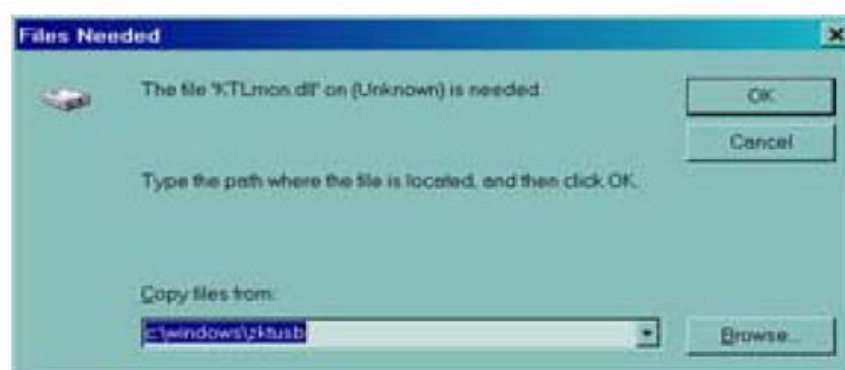 Files Needed
The file 'KTLmon.dll' on (Unknown) is needed
OK
Cancel
Type the path where the file is located, and then click OK.
Copy files from:
c:\windows\zktusb
Browse...